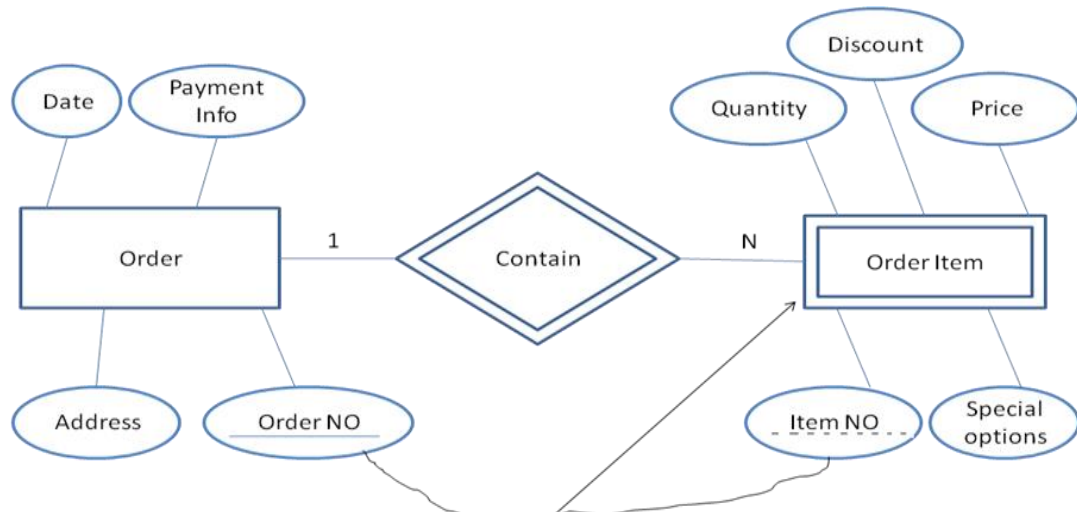 Discount
Date
Payment
Info
Quantity
Price
1
N
Order
Contain
Order Item
Address
Order NO
Item NO
Special
options